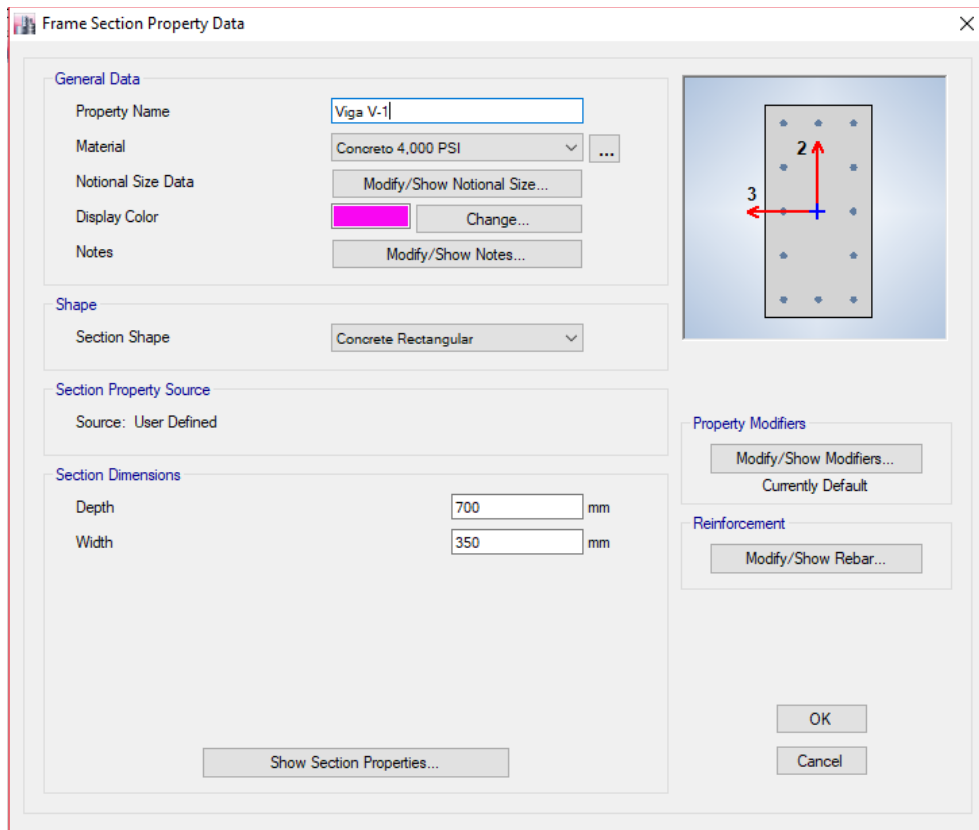 Frame Section Property Data
General Data
Property Name
Viga V-1
Material
Concreto 4,000 PSI
...
Notional Size Data
Modify/Show Notional Size...
Display Color
Change...
Notes
Modify/Show Notes...
Shape
Section Shape
Concrete Rectangular
Section Property Source
Source: User Defined
Section Dimensions
Depth
700
mm
Width
350
mm
Show Section Properties...
2
3
Property Modifiers
Modify/Show Modifiers...
Currently Default
Reinforcement
Modify/Show Rebar...
OK
Cancel